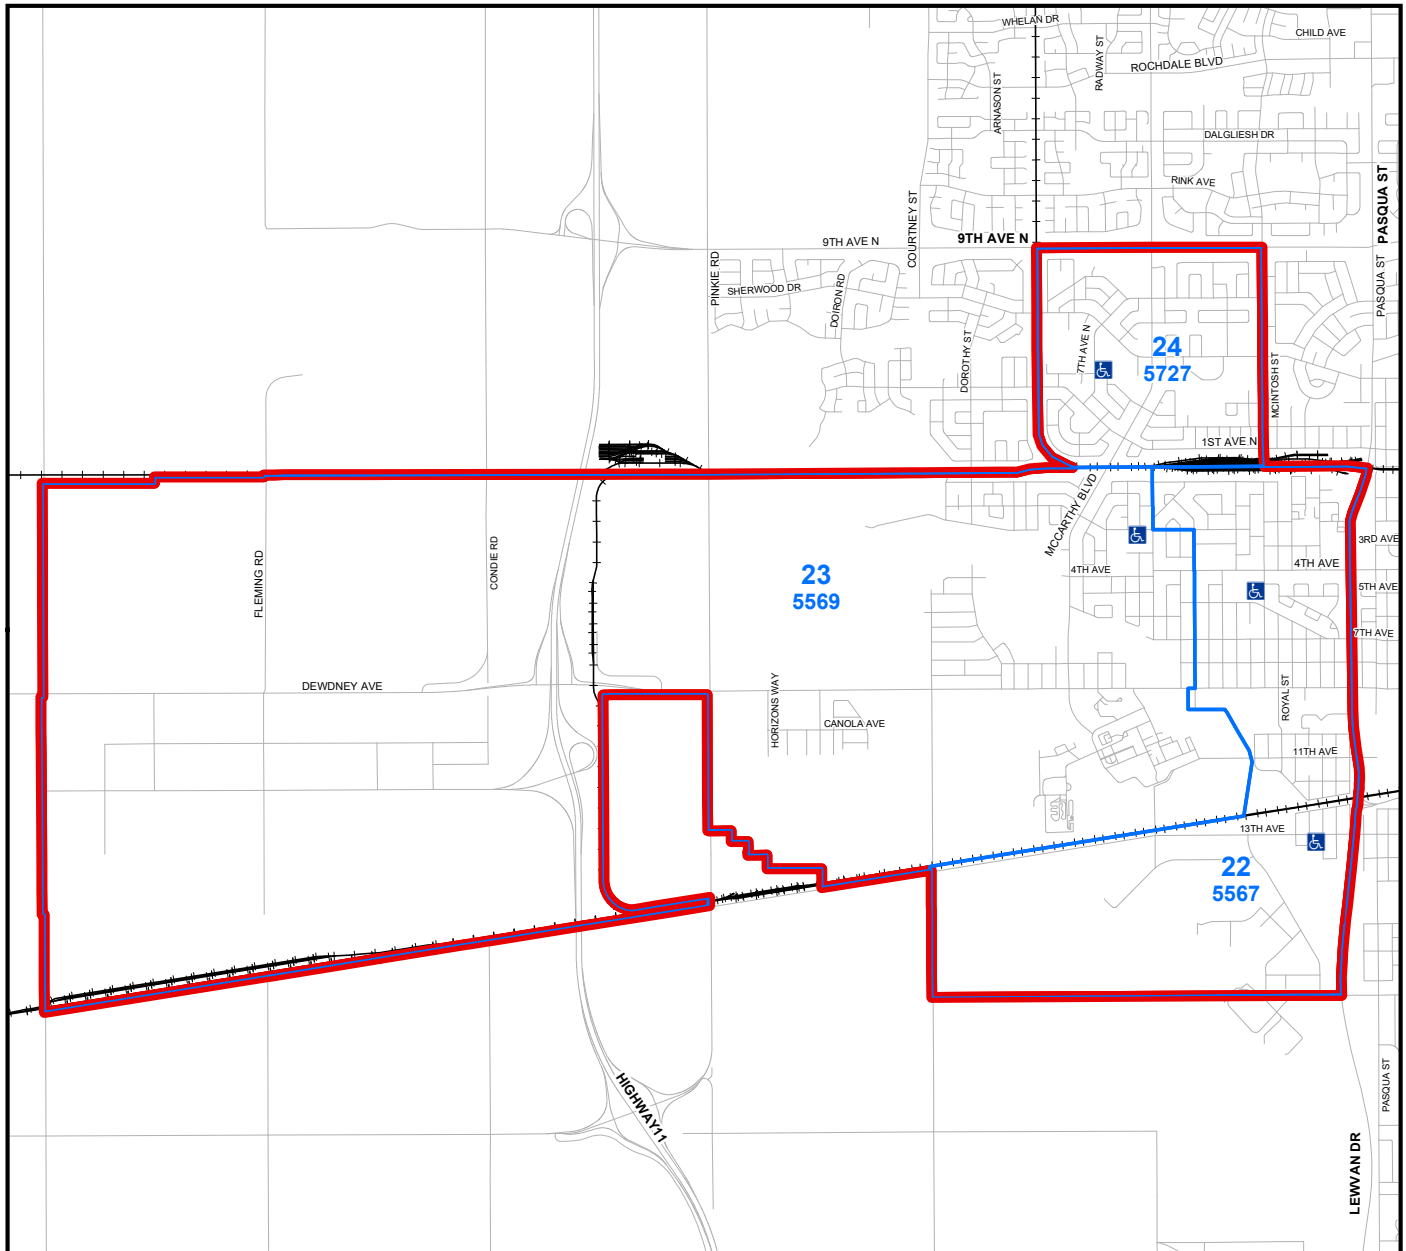 WHELAN DR
CHILD AVE
RADWAY ST
ROCHDALE BLVD
ARNASON ST
DALGLIESH DR
PASQUA ST
RINK AVE
COURTNEY ST
9TH AVE N
9TH AVE N
PINKIE RD
SHERWOOD DR
DOIRON RD
PASQUA ST
DOROTHY ST
7TH AVE N
24
5727
MCINTOSH ST
1ST AVE N
MCCARTHY BLVD
FLEMING RD
CONDIE RD
23
5569
4TH AVE
4TH AVE
3RD AVE
5TH AVE
7TH AVE
DEWDNEY AVE
HORIZONS WAY
CANOLA AVE
ROYAL ST
11TH AVE
13TH AVE
22
5567
HIGHWAY11
PASQUA ST
LEWVAN DR